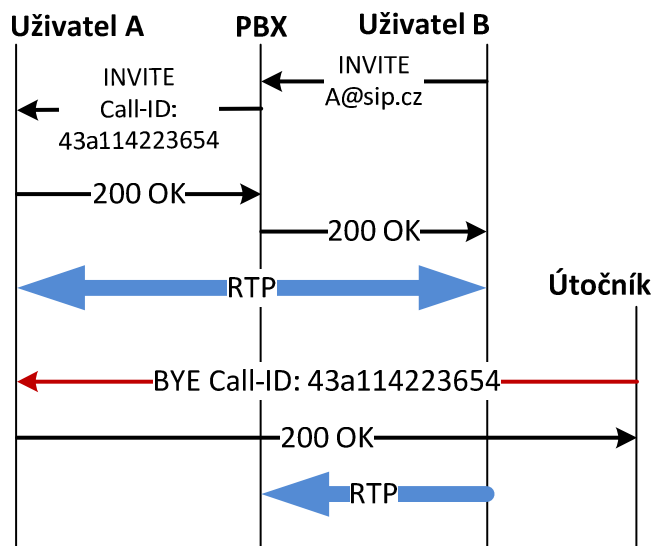 Uživatel A
PBX
Uživatel B
INVITE
A@sip.cz
INVITE
Call-ID:
43a114223654
200 OK
200 OK
RTP
Útočník
BYE Call-ID: 43a114223654
200 OK
RTP